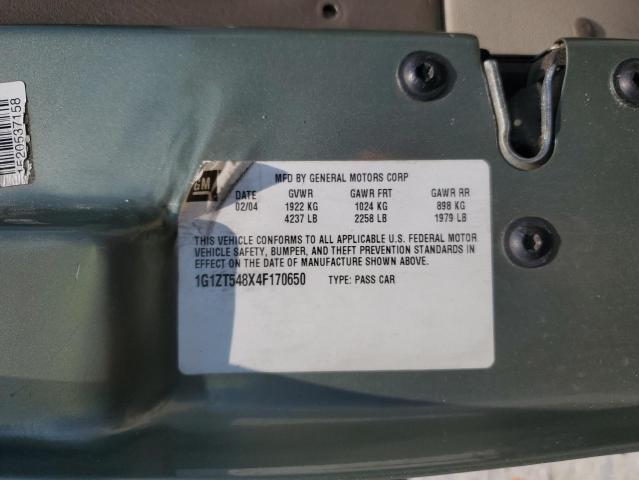 1F20537158
GM
MFD BY GENERAL MOTORS CORP
DATE GVWR GAWR FRT GAWR RR
02/04 1922 KG 1024 KG 898 KG
4237 LB 2258 LB 1979 LB
THIS VEHICLE CONFORMS TO ALL APPLICABLE U.S. FEDERAL MOTOR
VEHICLE SAFETY, BUMPER, AND THEFT PREVENTION STANDARDS IN
EFFECT ON THE DATE OF MANUFACTURE SHOWN ABOVE.
1G1ZT548X4F170650 TYPE: PASS CAR